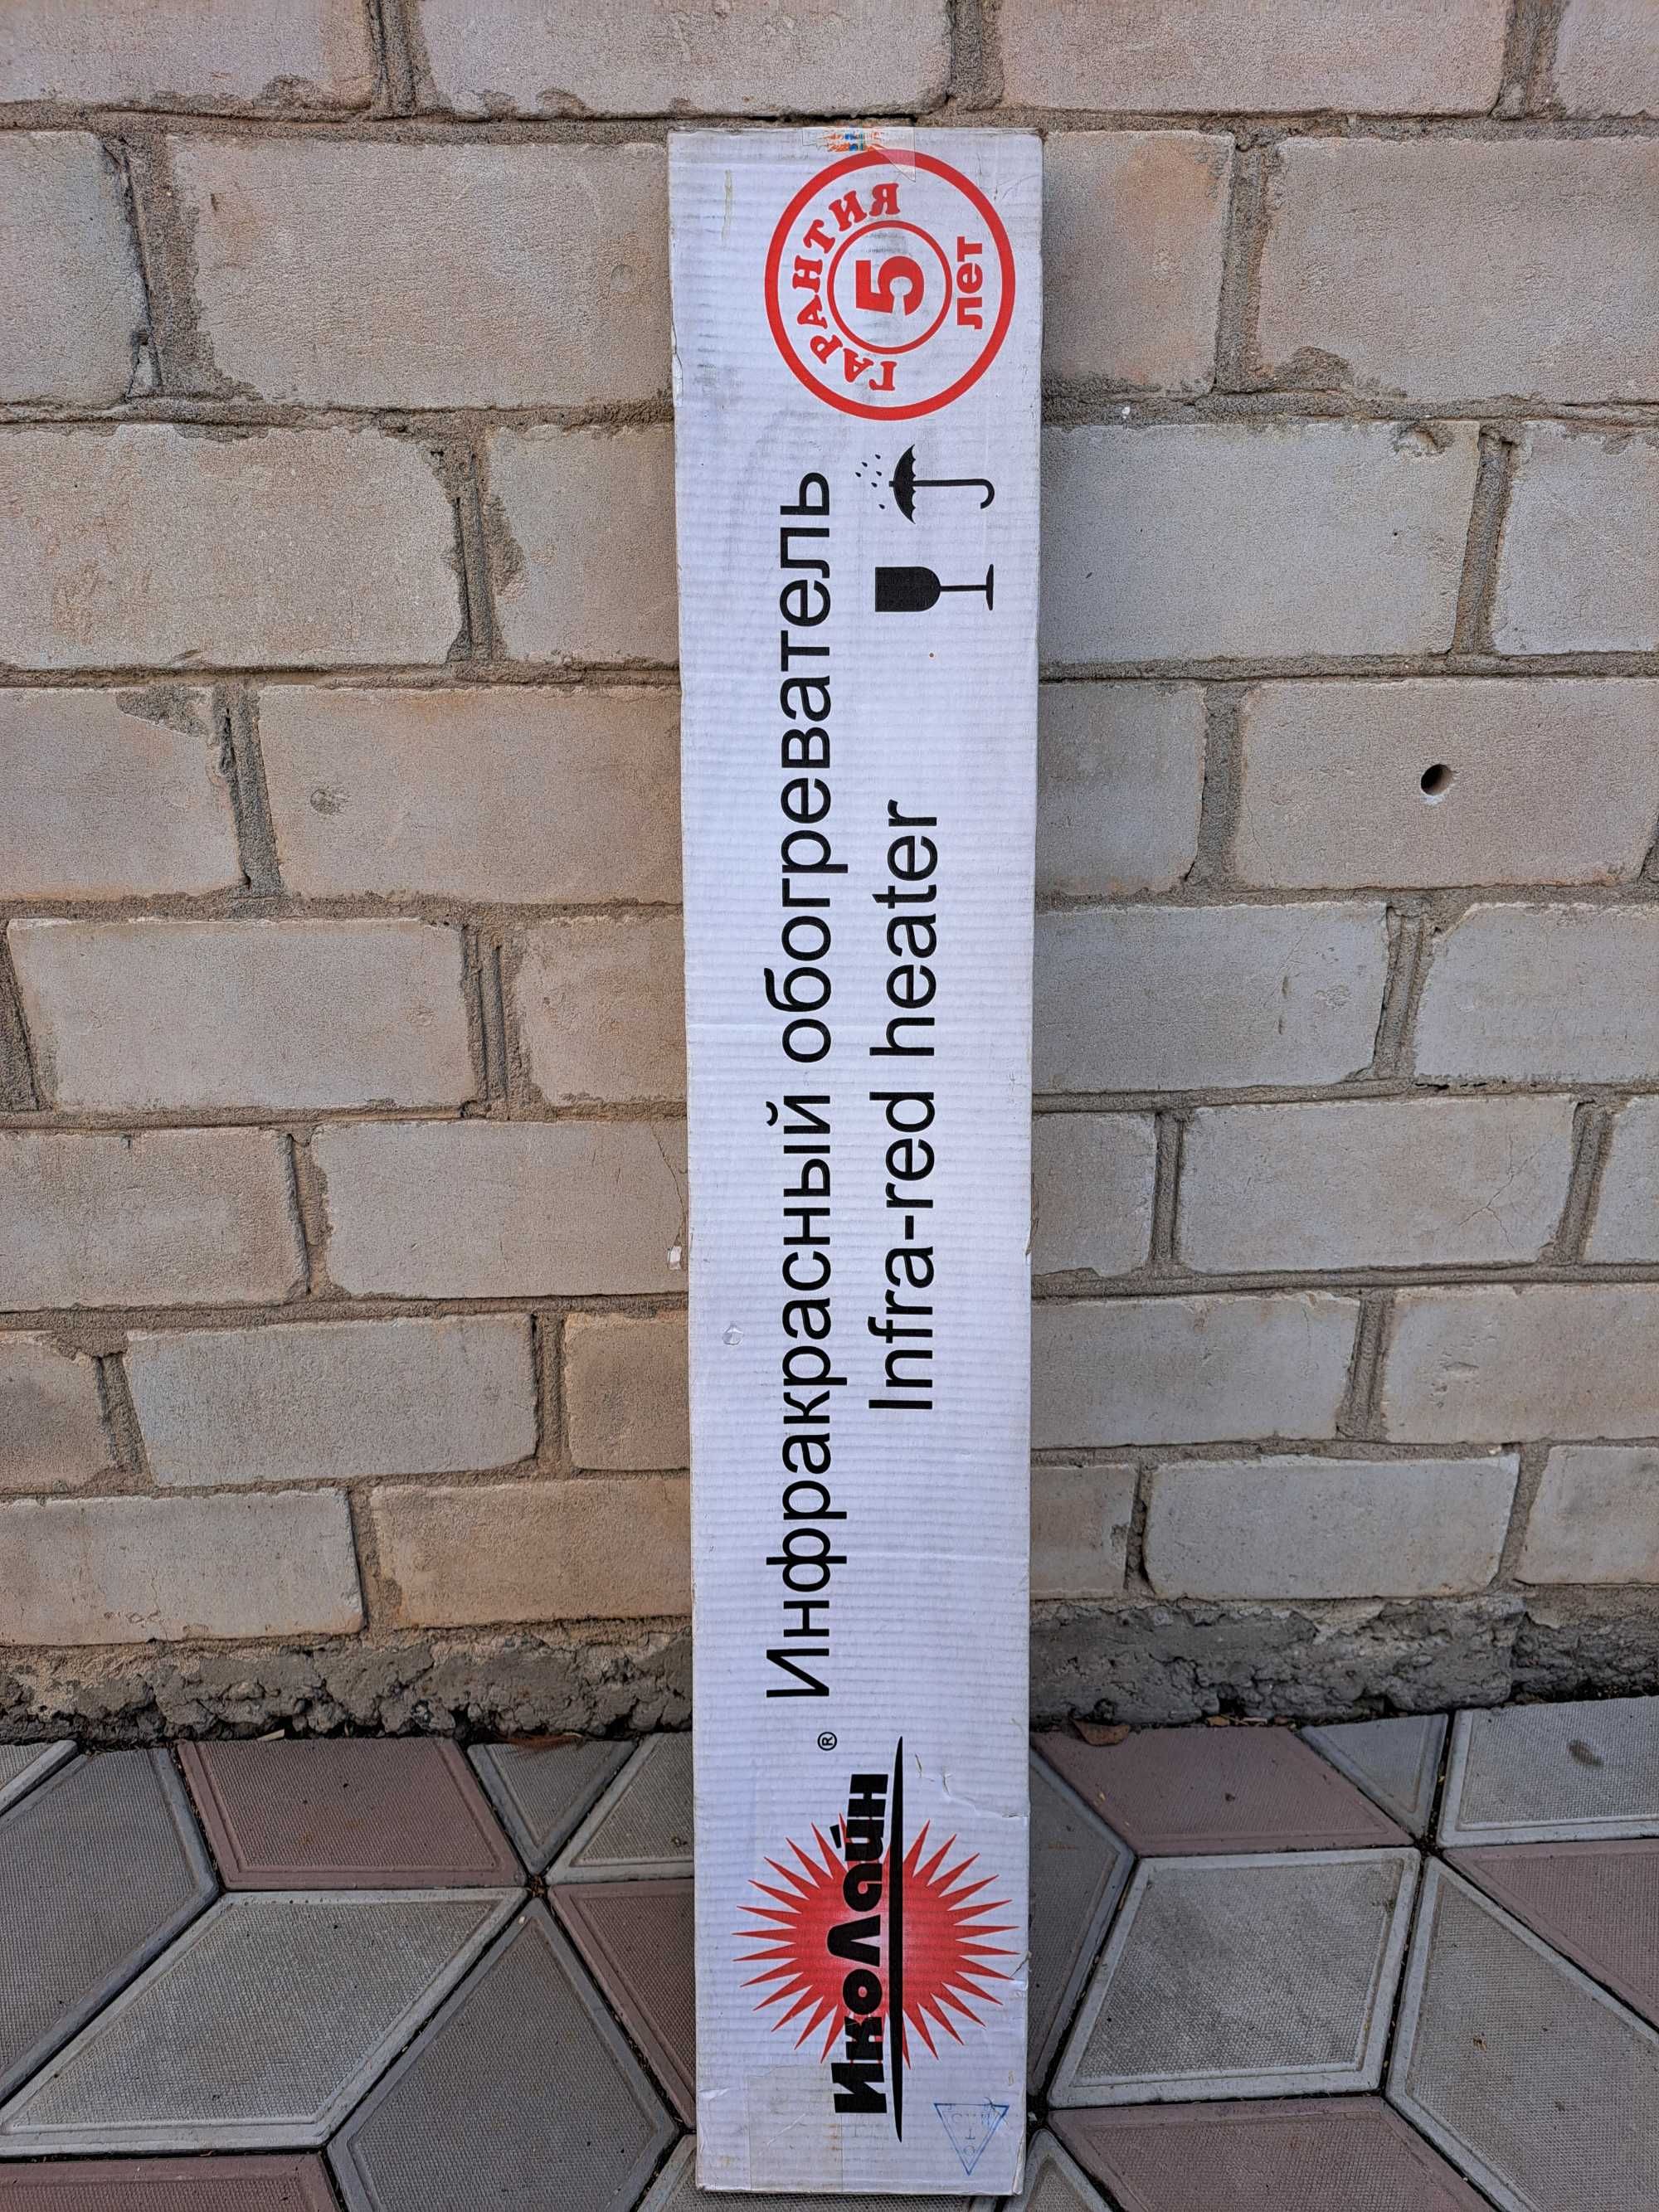 Иколайн ®
Инфракрасный обогреватель
Infra-red heater
ГАРАНТИЯ
5
лет